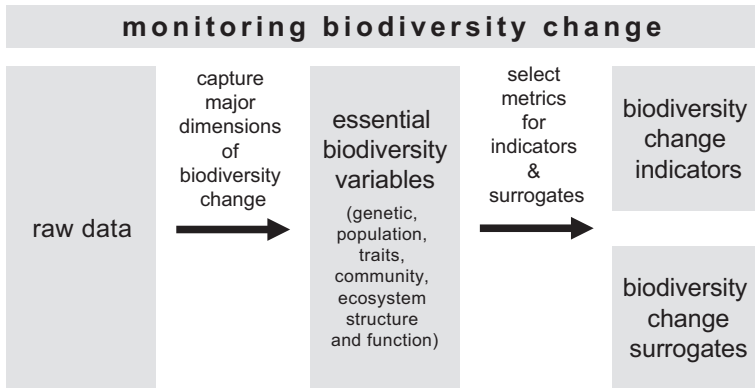 monitoring biodiversity change
raw data
capture
major
dimensions
of
biodiversity
change
essential
biodiversity
variables
(genetic,
population,
traits,
community,
ecosystem
structure
and function)
select
metrics
for
indicators
&
surrogates
biodiversity
change
indicators
biodiversity
change
surrogates